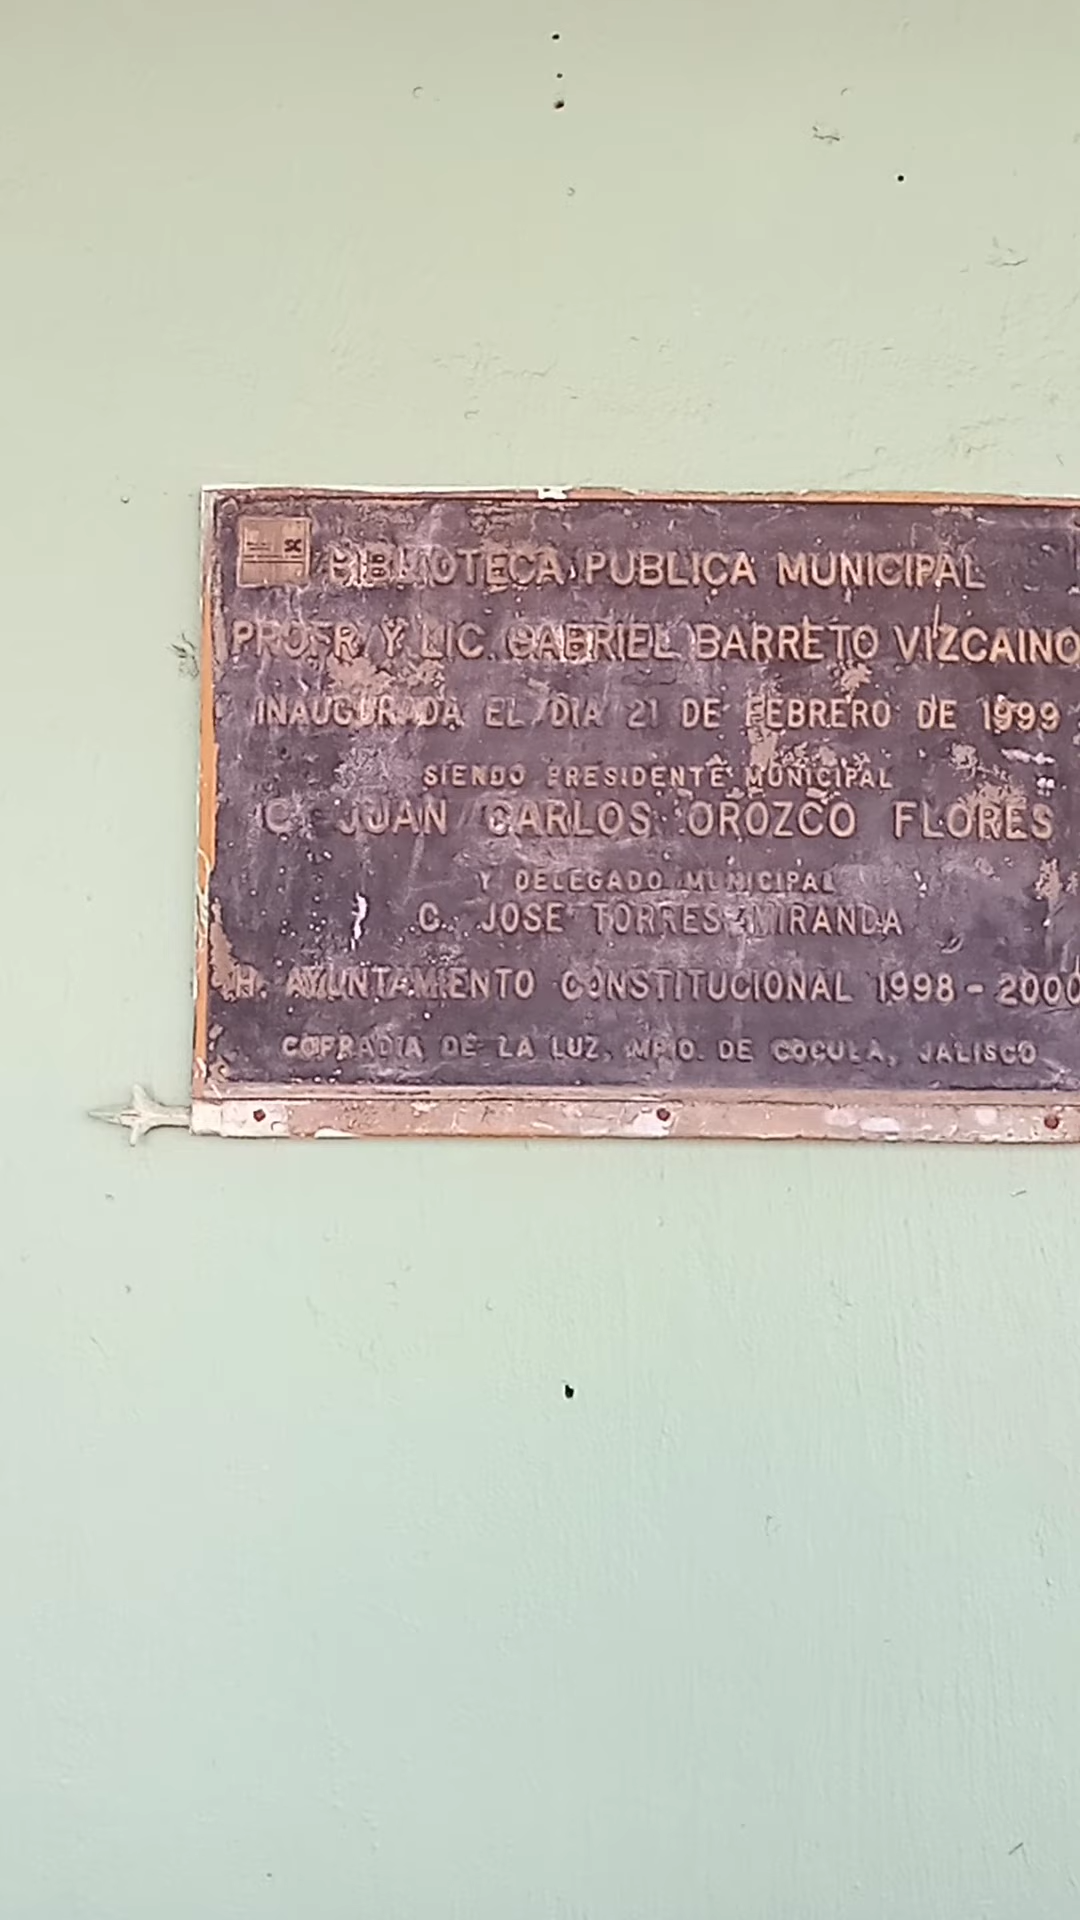 BIBLIOTECA PUBLICA MUNICIPAL
PROFR. Y LIC. GABRIEL BARRETO VIZCAINO
INAUGURADA EL DIA 21 DE FEBRERO DE 1999
SIENDO PRESIDENTE MUNICIPAL
C. JUAN CARLOS OROZCO FLORES
Y DELEGADO MUNICIPAL
C. JOSE TORRES MIRANDA
H. AYUNTAMIENTO CONSTITUCIONAL 1998-2000
COFRADIA DE LA LUZ, MPIO. DE COCULA, JALISCO